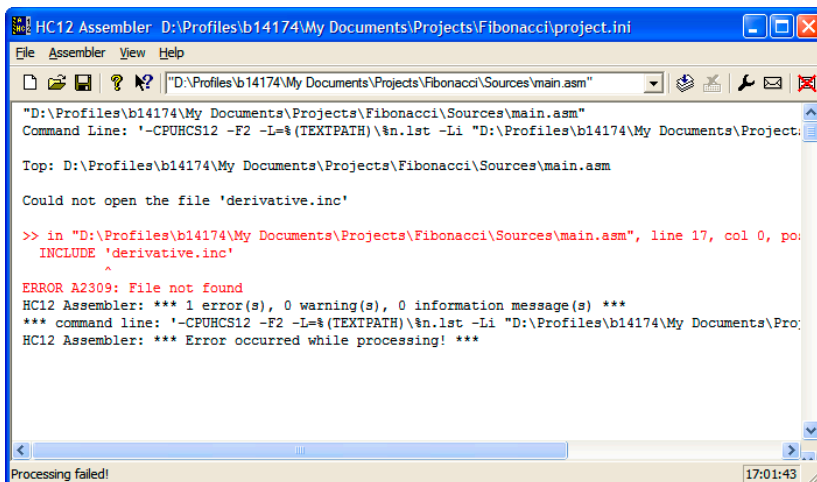 HC12 Assembler D:\Profiles\b14174\My Documents\Projects\Fibonacci\project.ini
File Assembler View Help
"D:\Profiles\b14174\My Documents\Projects\Fibonacci\Sources\main.asm"
"D:\Profiles\b14174\My Documents\Projects\Fibonacci\Sources\main.asm"
Command Line: '-CPUHCS12 -F2 -L=%(TEXTPATH)\%n.lst -Li "D:\Profiles\b14174\My Documents\Project
Top: D:\Profiles\b14174\My Documents\Projects\Fibonacci\Sources\main.asm
Could not open the file 'derivative.inc'
>> in "D:\Profiles\b14174\My Documents\Projects\Fibonacci\Sources\main.asm", line 17, col 0, po
INCLUDE 'derivative.inc'
^
ERROR A2309: File not found
HC12 Assembler: *** 1 error(s), 0 warning(s), 0 information message(s) ***
*** command line: '-CPUHCS12 -F2 -L=%(TEXTPATH)\%n.lst -Li "D:\Profiles\b14174\My Documents\Pro
HC12 Assembler: *** Error occurred while processing! ***
Processing failed! 17:01:43